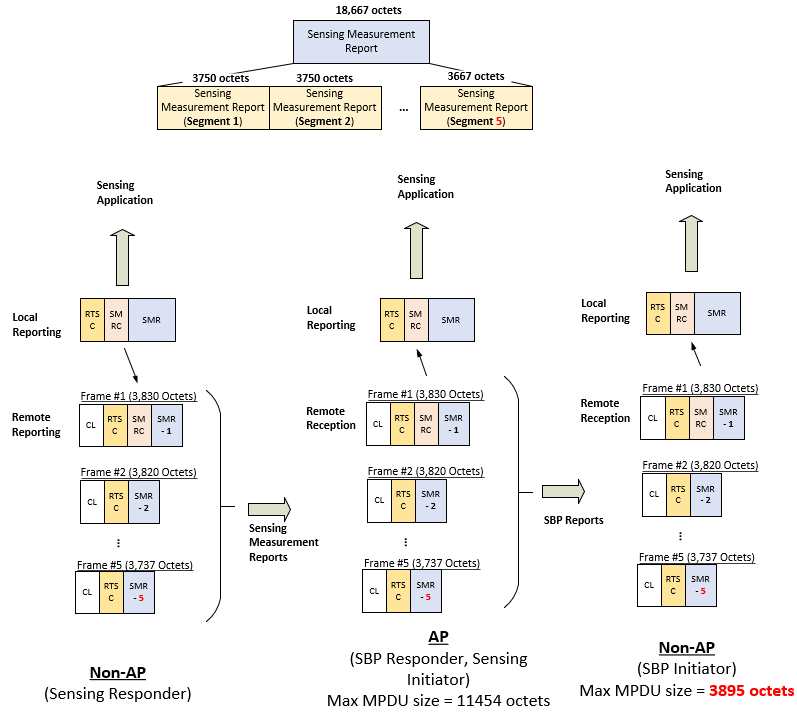 18,667 octets
Sensing Measurement
Report
3750 octets
3750 octets
3667 octets
Sensing
Measurement Report
(Segment 1)
Sensing
Measurement Report
(Segment 2)
...
Sensing
Measurement Report
(Segment 5)
Sensing
Application
Local
Reporting
RTS
C
SM
RC
SMR
Remote
Reporting
Frame #1 (3,830 Octets)
CL
RTS
C
SM
RC
SMR
- 1
Frame #2 (3,820 Octets)
CL
RTS
C
SMR
- 2
...
Frame #5 (3,737 Octets)
CL
RTS
C
SMR
- 5
Non-AP
(Sensing Responder)
Sensing
Measurement
Reports
Sensing
Application
Local
Reporting
RTS
C
SM
RC
SMR
Remote
Reception
Frame #1 (3,830 Octets)
CL
RTS
C
SM
RC
SMR
- 1
Frame #2 (3,820 Octets)
CL
RTS
C
SMR
- 2
...
Frame #5 (3,737 Octets)
CL
RTS
C
SMR
- 5
AP
(SBP Responder, Sensing
Initiator)
Max MPDU size = 11454 octets
SBP Reports
Sensing
Application
Local
Reporting
RTS
C
SM
RC
SMR
Remote
Reception
Frame #1 (3,830 Octets)
CL
RTS
C
SM
RC
SMR
- 1
Frame #2 (3,820 Octets)
CL
RTS
C
SMR
- 2
...
Frame #5 (3,737 Octets)
CL
RTS
C
SMR
- 5
Non-AP
(SBP Initiator)
Max MPDU size = 3895 octets